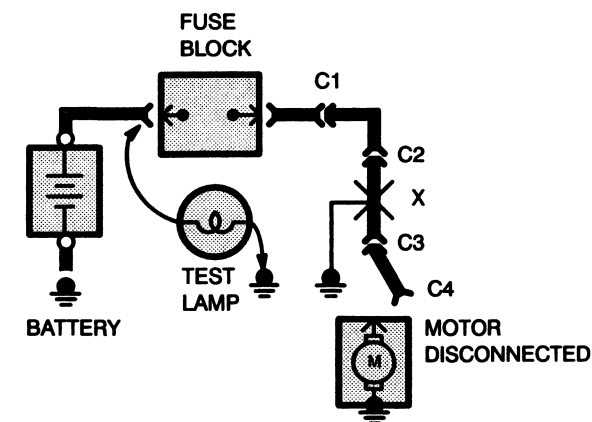 FUSE
BLOCK
C1
C2
X
C3
C4
TEST
LAMP
BATTERY
M
MOTOR
DISCONNECTED